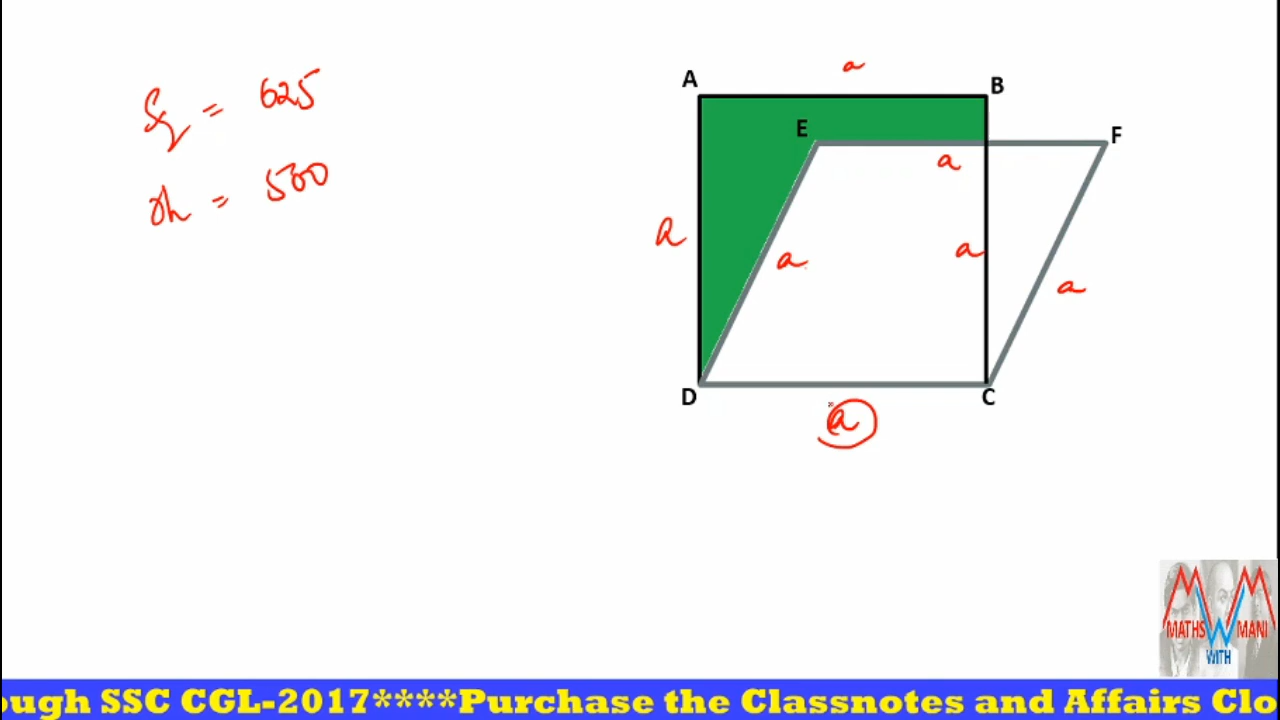 Sq = 625
rh = 500
a
A
B
E
F
a
a
a
a
a
D
C
a
MATHS MANI
WITH
ough SSC CGL-2017****Purchase the Classnotes and Affairs Clo